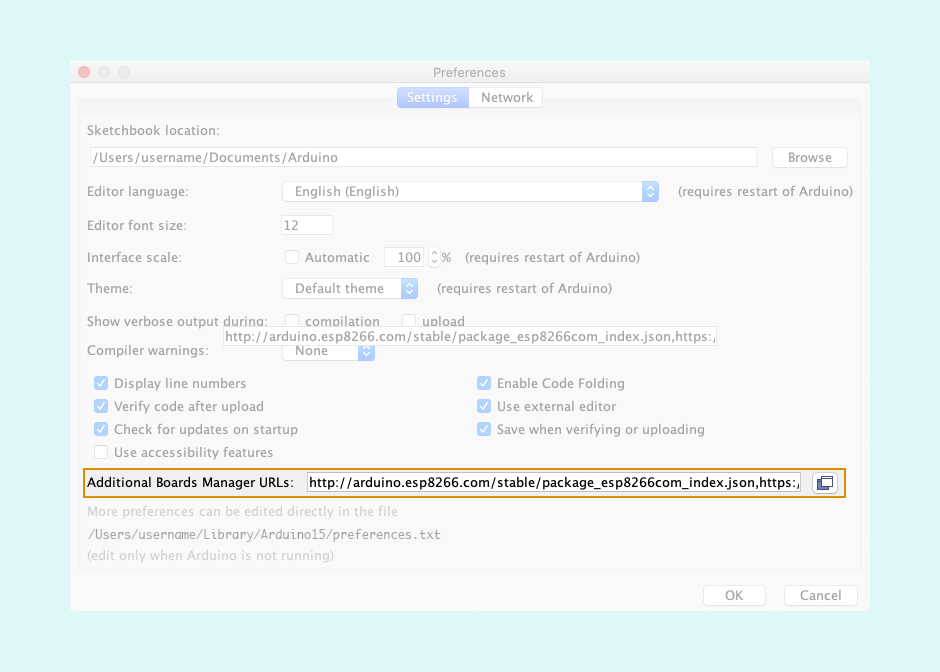 Preferences
Settings Network
Sketchbook location:
/Users/username/Documents/Arduino Browse
Editor language: English (English) (requires restart of Arduino)
Editor font size: 12
Interface scale: Automatic 100 % (requires restart of Arduino)
Theme: Default theme (requires restart of Arduino)
Show verbose output during: compilation upload
http://arduino.esp8266.com/stable/package_esp8266com_index.json,https:/
Compiler warnings: None
Display line numbers Enable Code Folding
Verify code after upload Use external editor
Check for updates on startup Save when verifying or uploading
Use accessibility features
Additional Boards Manager URLs: http://arduino.esp8266.com/stable/package_esp8266com_index.json,https:/
More preferences can be edited directly in the file
/Users/username/Library/Arduino15/preferences.txt
(edit only when Arduino is not running)
OK Cancel